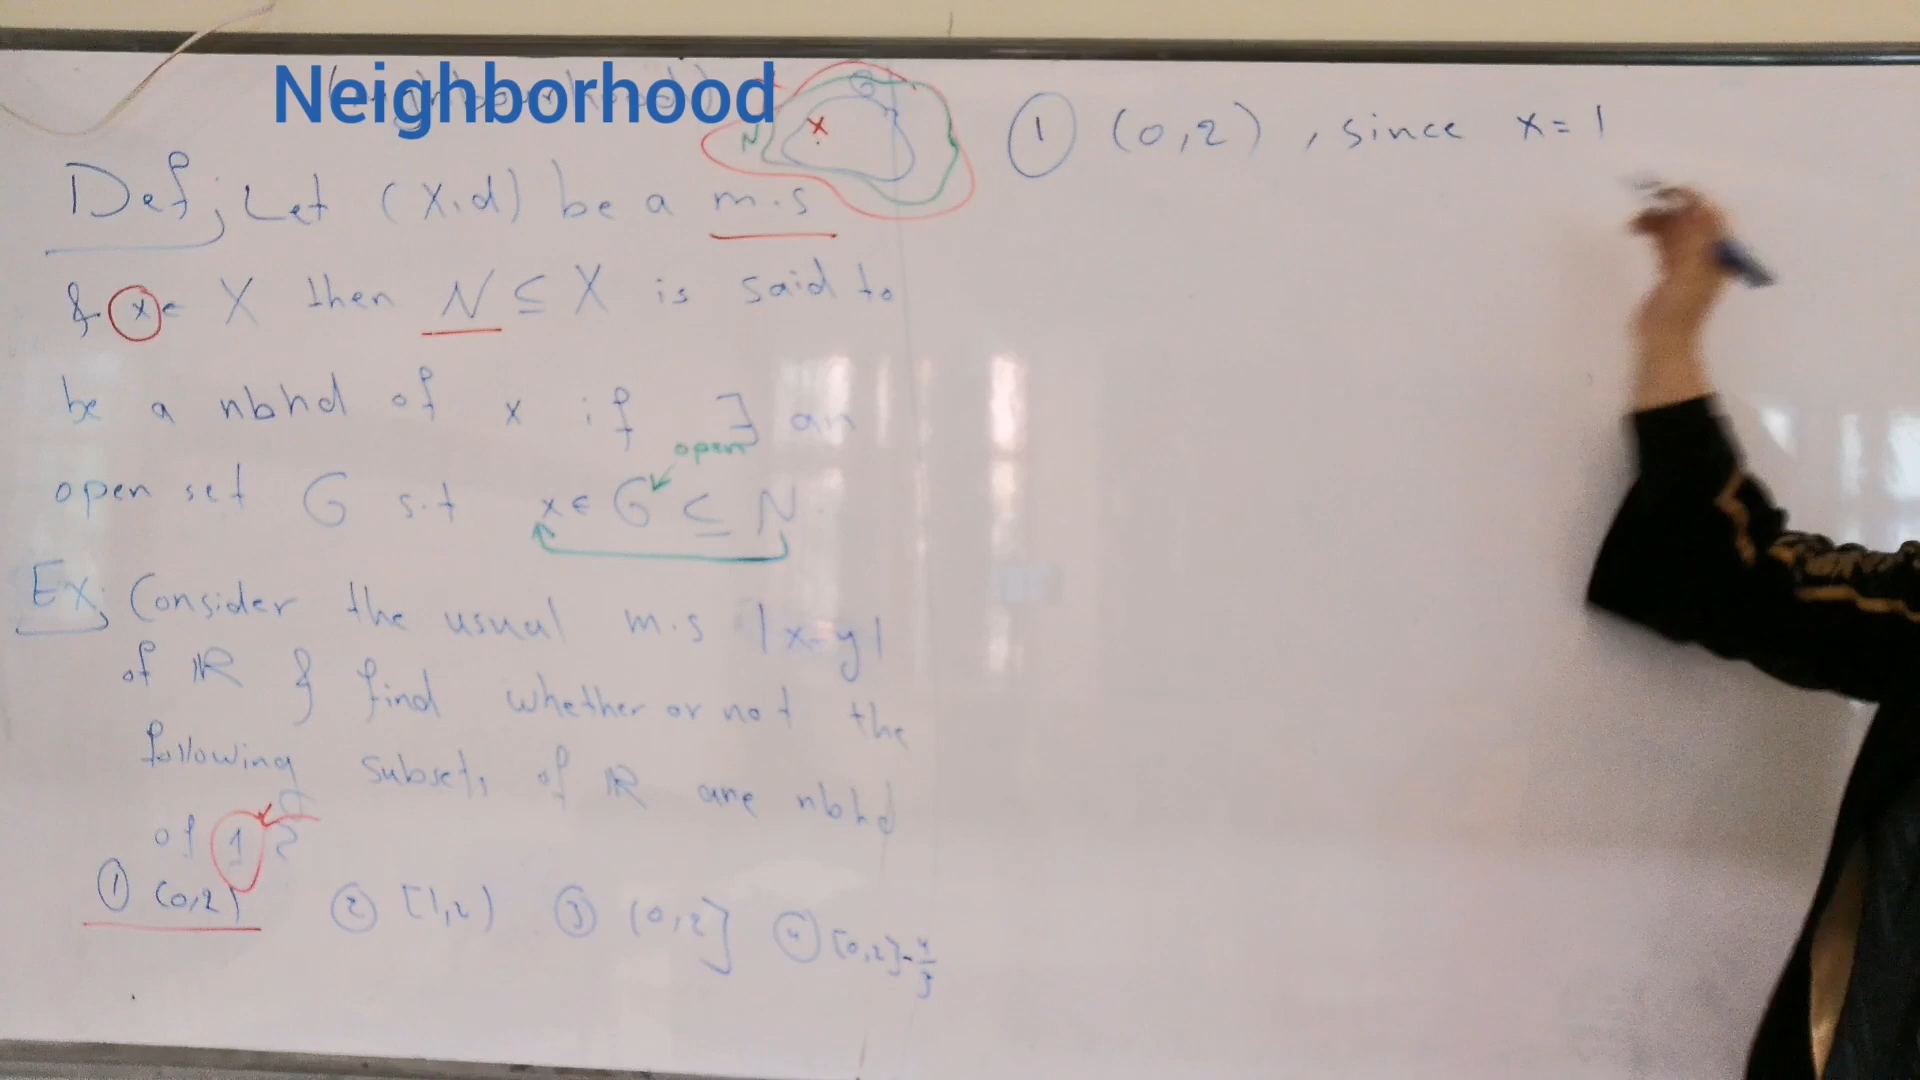 Neighborhood
Def; Let (X,d) be a m.s
& x∈ X then N ⊆ X is said to
be a nbhd of x if ∃ an
open
open set G s.t x∈ G ⊆ N
Ex; Consider the usual m.s |x-y|
of ℝ & find whether or not the
following subsets of ℝ are nbhd
of 1 ?
① (0,2) ② [1,2) ③ (0,2] ④ [0,2]-4/3
G
N x
① (0,2) , since x=1